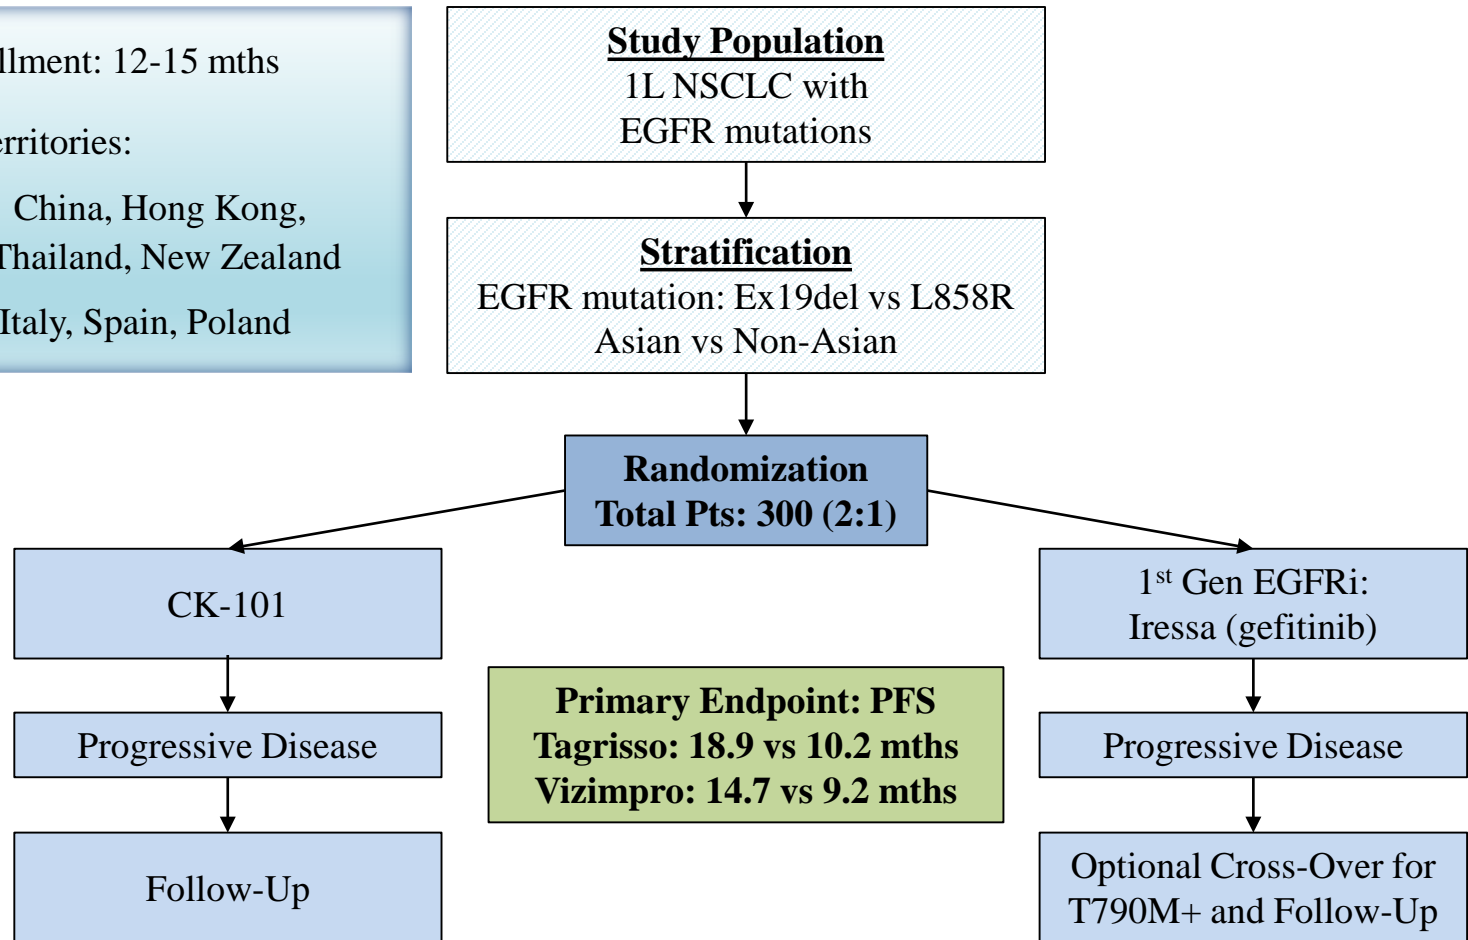 llment: 12-15 mths
erritories:
China, Hong Kong,
Thailand, New Zealand
Italy, Spain, Poland
Study Population
1L NSCLC with
EGFR mutations
Stratification
EGFR mutation: Ex19del vs L858R
Asian vs Non-Asian
Randomization
Total Pts: 300 (2:1)
CK-101
1st Gen EGFRi:
Iressa (gefitinib)
Primary Endpoint: PFS
Tagrisso: 18.9 vs 10.2 mths
Vizimpro: 14.7 vs 9.2 mths
Progressive Disease
Progressive Disease
Follow-Up
Optional Cross-Over for
T790M+ and Follow-Up